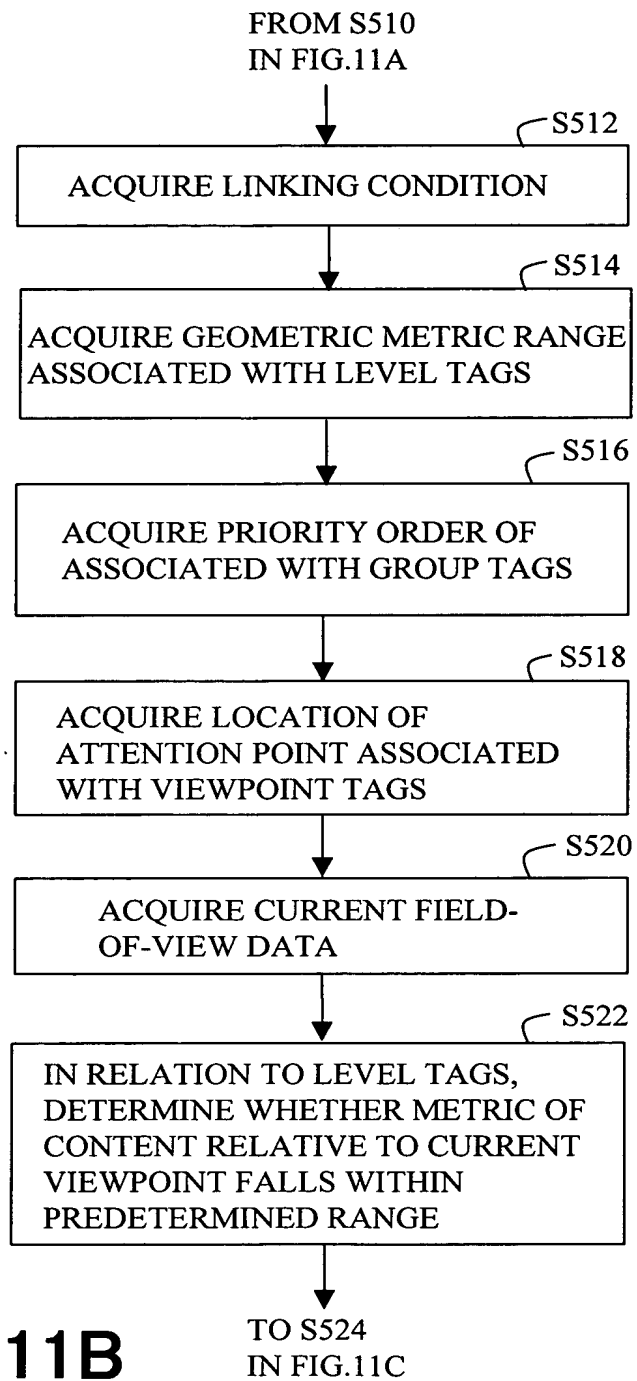 FROM S510
IN FIG.11A
S512
ACQUIRE LINKING CONDITION
S514
ACQUIRE GEOMETRIC METRIC RANGE
ASSOCIATED WITH LEVEL TAGS
S516
ACQUIRE PRIORITY ORDER OF
ASSOCIATED WITH GROUP TAGS
S518
ACQUIRE LOCATION OF
ATTENTION POINT ASSOCIATED
WITH VIEWPOINT TAGS
S520
ACQUIRE CURRENT FIELD-
OF-VIEW DATA
S522
IN RELATION TO LEVEL TAGS,
DETERMINE WHETHER METRIC OF
CONTENT RELATIVE TO CURRENT
VIEWPOINT FALLS WITHIN
PREDETERMINED RANGE
TO S524
IN FIG.11C
11B